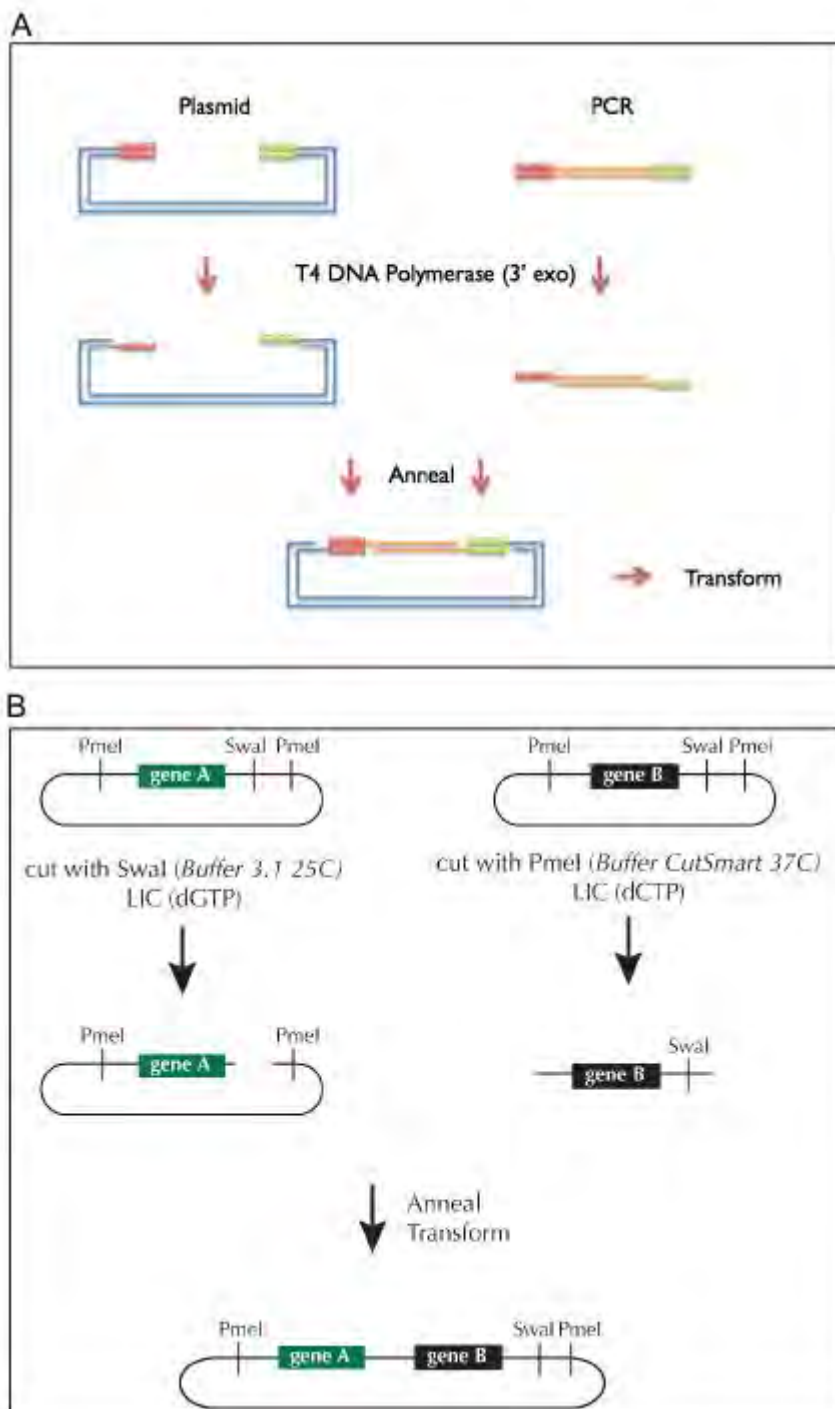 A
Plasmid PCR
T4 DNA Polymerase (3' exo)
Anneal
Transform
B
PmeI SwaI PmeI PmeI SwaI PmeI
gene A gene B
cut with SwaI (Buffer 3.1 25C) cut with PmeI (Buffer CutSmart 37C)
LIC (dGTP) LIC (dCTP)
PmeI PmeI SwaI
gene A gene B
Anneal
Transform
PmeI SwaI PmeI
gene A gene B